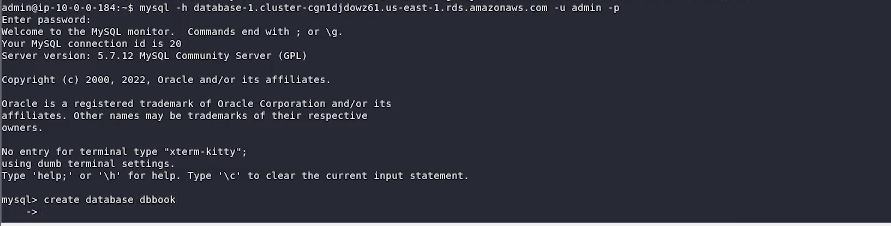 admin@ip-10-0-0-184:~$ mysql -h database-1.cluster-cgn1djdowz61.us-east-1.rds.amazonaws.com -u admin -p
Enter password:
Welcome to the MySQL monitor.  Commands end with ; or \g.
Your MySQL connection id is 20
Server version: 5.7.12 MySQL Community Server (GPL)
Copyright (c) 2000, 2022, Oracle and/or its affiliates.
Oracle is a registered trademark of Oracle Corporation and/or its
affiliates. Other names may be trademarks of their respective
owners.
No entry for terminal type "xterm-kitty";
using dumb terminal settings.
Type 'help;' or '\h' for help. Type '\c' to clear the current input statement.
mysql> create database dbbook
    ->